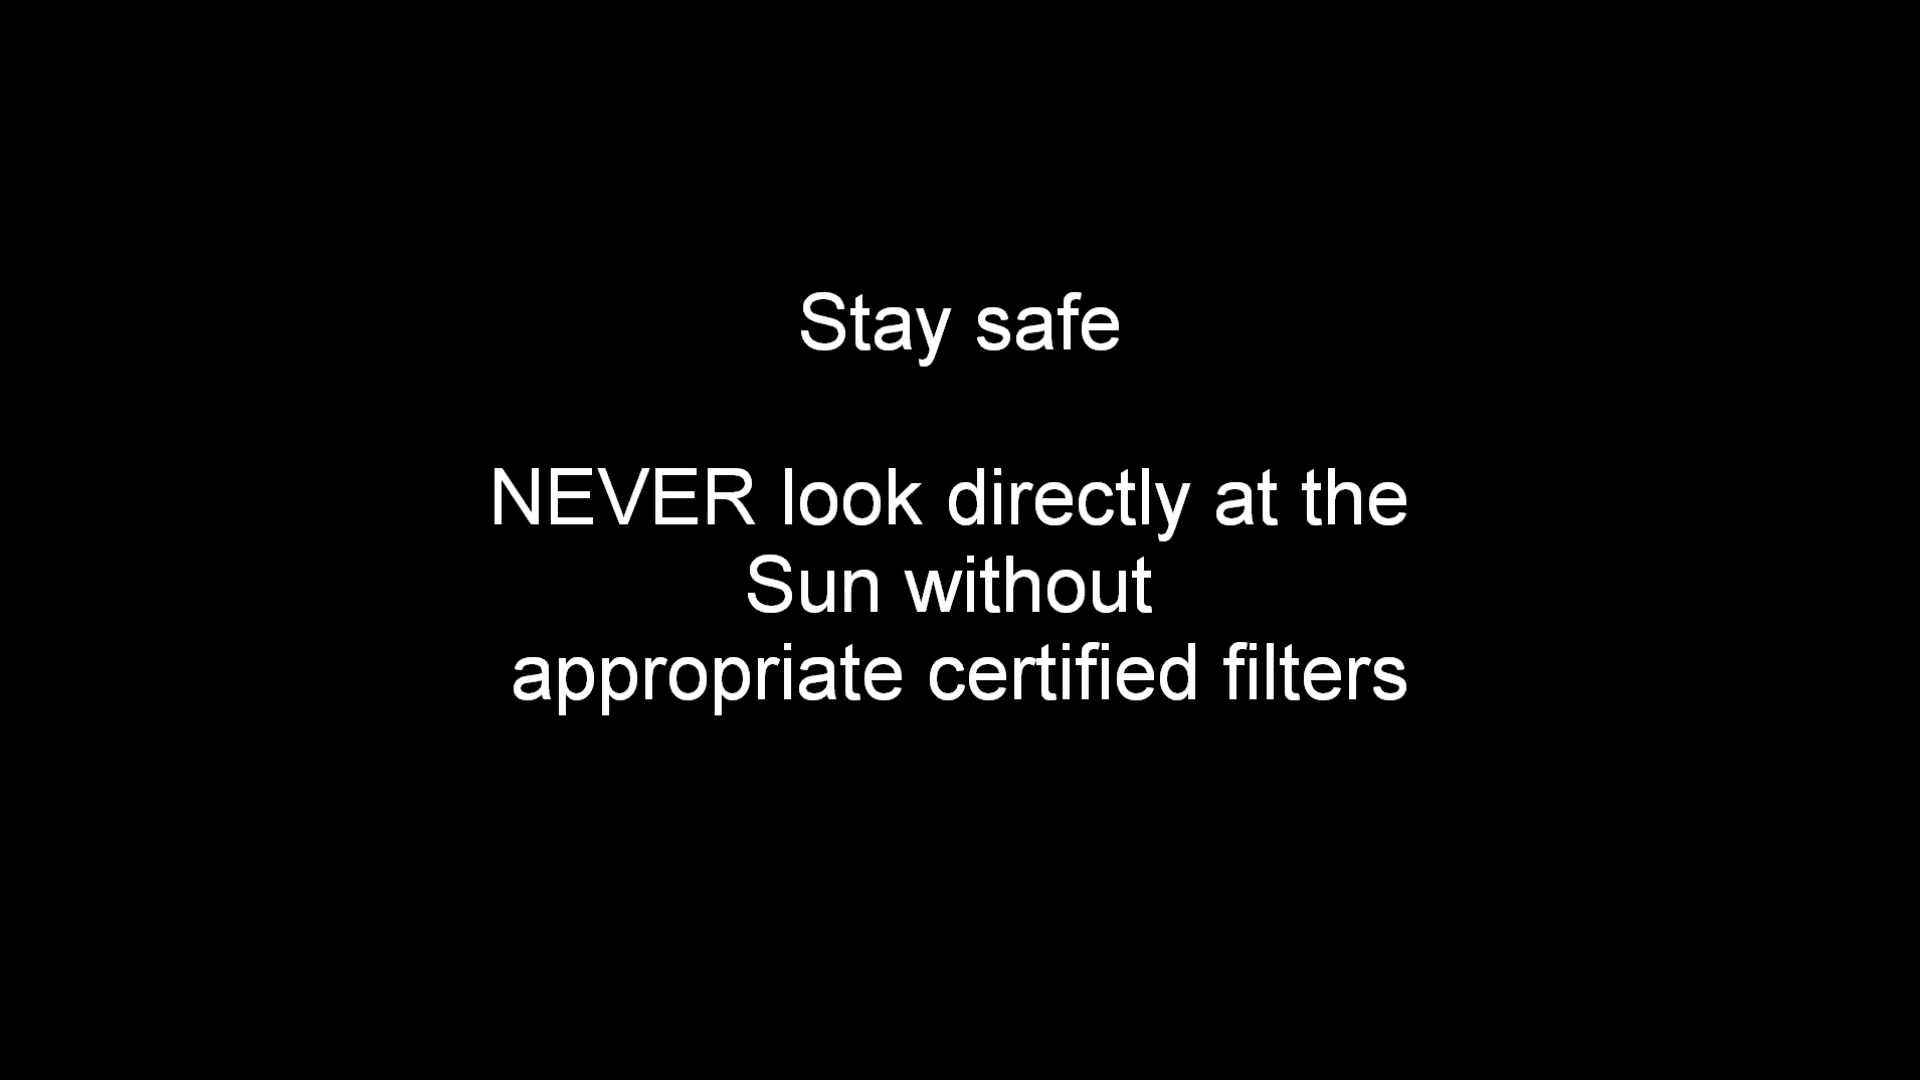 Stay safe
NEVER look directly at the
Sun without
appropriate certified filters